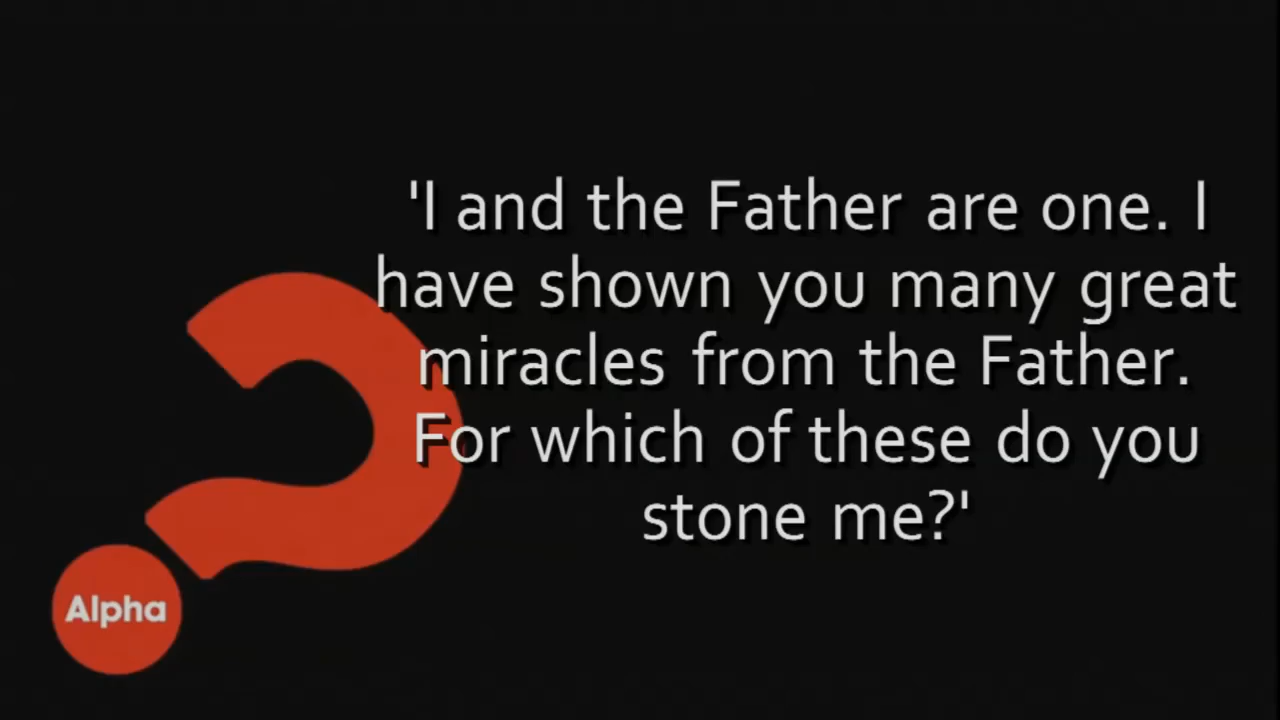 'I and the Father are one. I
have shown you many great
miracles from the Father.
For which of these do you
stone me?'
Alpha